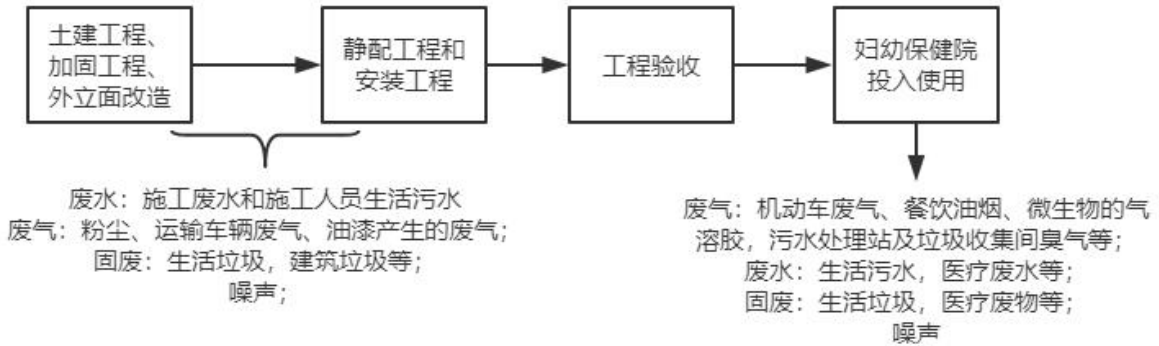 土建工程、
加固工程、
外立面改造
静配工程和
安装工程
工程验收
妇幼保健院
投入使用
废水：施工废水和施工人员生活污水
废气：粉尘、运输车辆废气、油漆产生的废气；
固废：生活垃圾，建筑垃圾等；
噪声；
废气：机动车废气、餐饮油烟、微生物的气
溶胶，污水处理站及垃圾收集间臭气等；
废水：生活污水，医疗废水等；
固废：生活垃圾，医疗废物等；
噪声